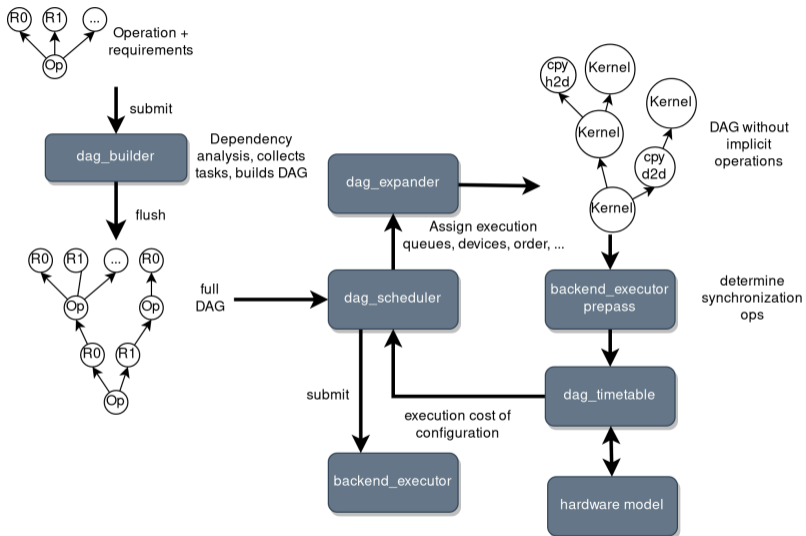 R0 R1 ...
Operation +
requirements
Op
submit
dag_builder
Dependency
analysis, collects
tasks, builds DAG
flush
R0 R1 ... R0
Op Op
R0 R1
Op
full
DAG
dag_expander
Assign execution
queues, devices, order, ...
dag_scheduler
submit
execution cost of
configuration
backend_executor
cpy
h2d
Kernel
Kernel
Kernel
cpy
d2d
Kernel
DAG without
implicit
operations
backend_executor
prepass
determine
synchronization
ops
dag_timetable
hardware model